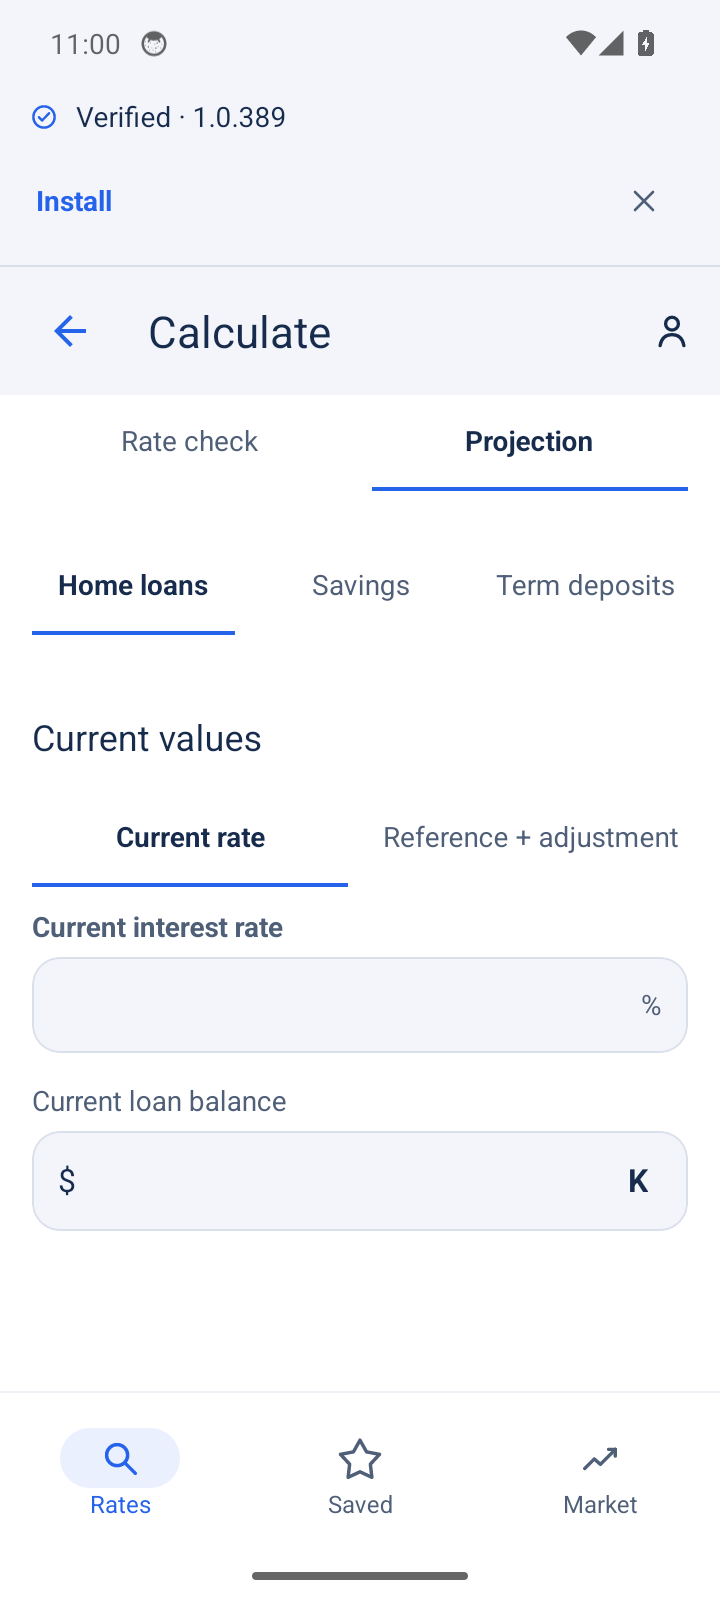 11:00
Verified · 1.0.389
Install
Calculate
Rate check
Projection
Home loans
Savings
Term deposits
Current values
Current rate
Reference + adjustment
Current interest rate
%
Current loan balance
$ K
Rates
Saved
Market